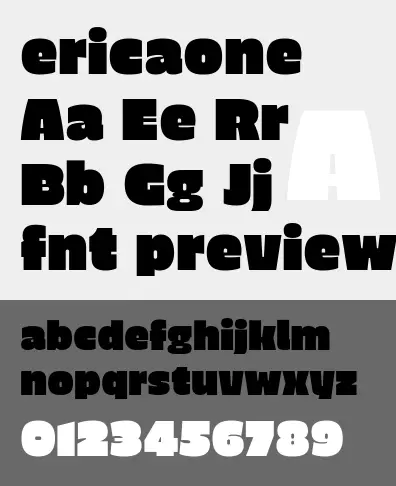 ericaone
Aa Ee Rr
A
Bb Gg Jj
fnt preview
abcdefghijklm
nopqrstuvwxyz
0123456789